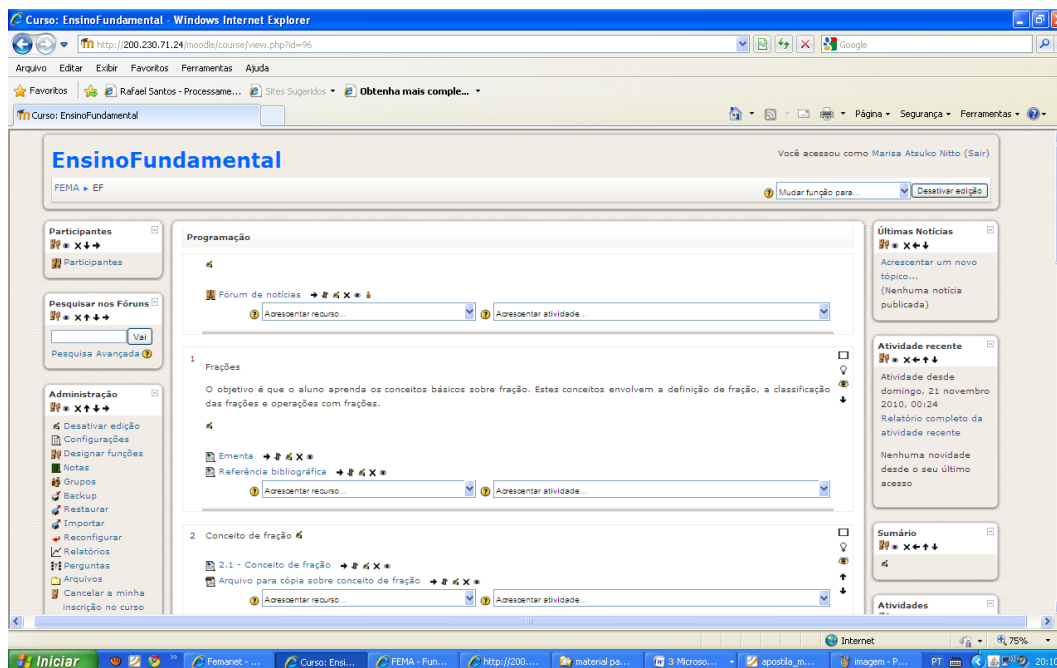 Curso: EnsinoFundamental - Windows Internet Explorer
http://200.230.71.24/moodle/course/view.php?id=96
Google
Arquivo Editar Exibir Favoritos Ferramentas Ajuda
Favoritos Rafael Santos - Processame... Sites Sugeridos Obtenha mais comple...
Curso: EnsinoFundamental
Página Segurança Ferramentas
EnsinoFundamental
Você acessou como Marisa Atsuko Nitto (Sair)
FEMA ► EF
Mudar função para...
Desativar edição
Participantes
Participantes
Pesquisar nos Fóruns
Vai
Pesquisa Avançada
Administração
Desativar edição
Configurações
Designar funções
Notas
Grupos
Backup
Restaurar
Importar
Reconfigurar
Relatórios
Perguntas
Arquivos
Cancelar a minha
inscrição no curso
Programação
Fórum de notícias
Acrescentar recurso...
Acrescentar atividade...
1
Frações
O objetivo é que o aluno aprenda os conceitos básicos sobre fração. Estes conceitos envolvem a definição de fração, a classificação
das frações e operações com frações.
Ementa
Referência bibliográfica
Acrescentar recurso...
Acrescentar atividade...
2 Conceito de fração
2.1 - Conceito de fração
Arquivo para cópia sobre conceito de fração
Acrescentar recurso...
Acrescentar atividade...
Últimas Notícias
Acrescentar um novo
tópico...
(Nenhuma notícia
publicada)
Atividade recente
Atividade desde
domingo, 21 novembro
2010, 00:24
Relatório completo da
atividade recente
Nenhuma novidade
desde o seu último
acesso
Sumário
Atividades
Internet
75%
Iniciar
Femanet - ...
Curso: Ensi...
FEMA - Fun...
http://200....
material pa...
3 Microso...
apostila_m...
imagem - P...
PT
20:10